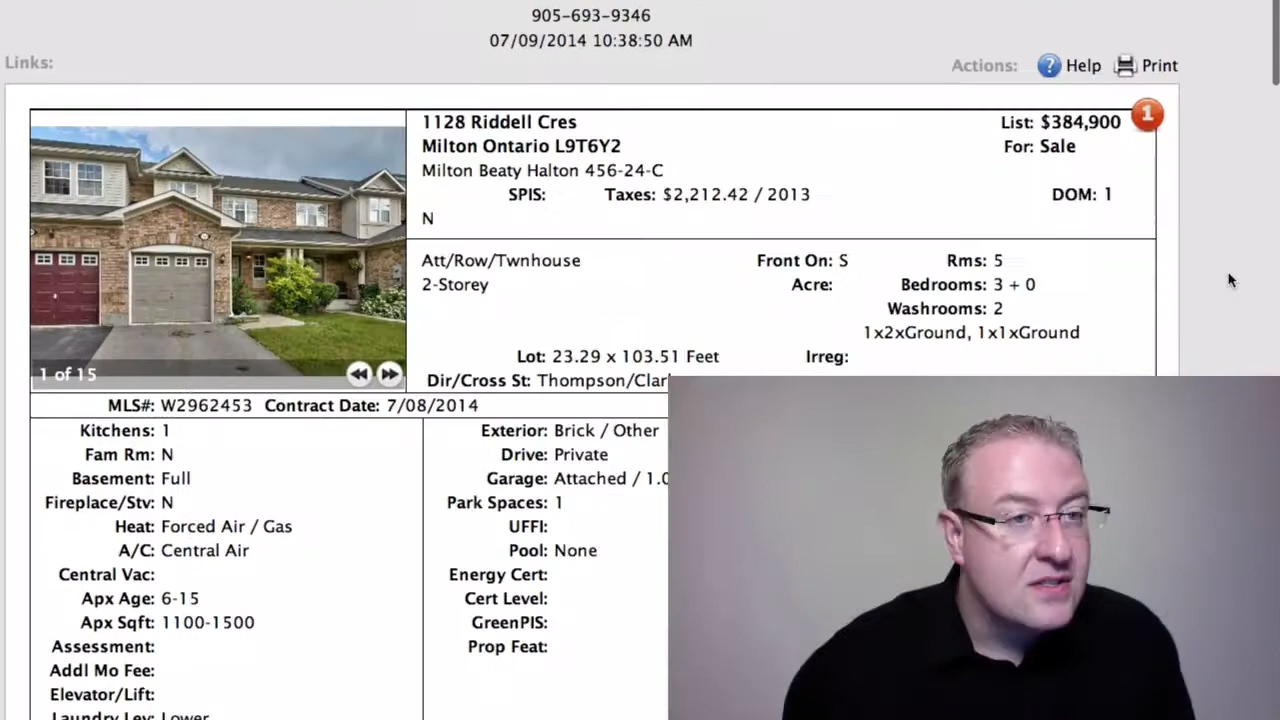 905-693-9346
07/09/2014 10:38:50 AM
Links:
Actions: ? Help Print
1128 Riddell Cres
List: $384,900
1
Milton Ontario L9T6Y2
For: Sale
Milton Beaty Halton 456-24-C
SPIS: Taxes: $2,212.42 / 2013
DOM: 1
N
Att/Row/Twnhouse
Front On: S
Rms: 5
2-Storey
Acre:
Bedrooms: 3 + 0
Washrooms: 2
1x2xGround, 1x1xGround
Lot: 23.29 x 103.51 Feet
Irreg:
1 of 15
Dir/Cross St: Thompson/Clar
MLS#: W2962453 Contract Date: 7/08/2014
Kitchens: 1
Fam Rm: N
Basement: Full
Fireplace/Stv: N
Heat: Forced Air / Gas
A/C: Central Air
Central Vac:
Apx Age: 6-15
Apx Sqft: 1100-1500
Assessment:
Addl Mo Fee:
Elevator/Lift:
Laundry Lev: Lower
Exterior: Brick / Other
Drive: Private
Garage: Attached / 1.0
Park Spaces: 1
UFFI:
Pool: None
Energy Cert:
Cert Level:
GreenPIS:
Prop Feat: